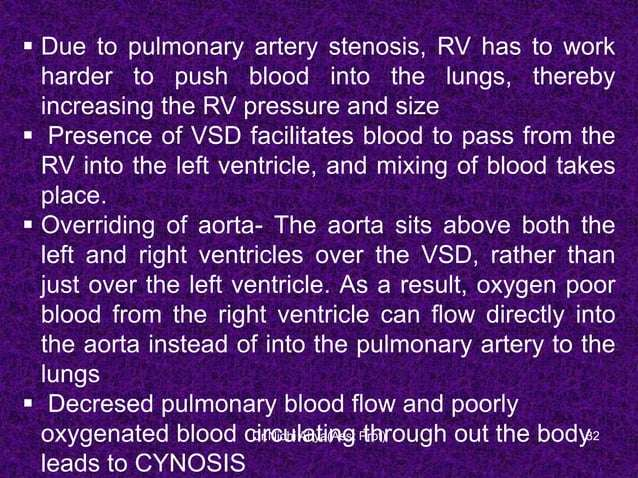 ▪ Due to pulmonary artery stenosis, RV has to work
harder to push blood into the lungs, thereby
increasing the RV pressure and size
▪ Presence of VSD facilitates blood to pass from the
RV into the left ventricle, and mixing of blood takes
place.
▪ Overriding of aorta- The aorta sits above both the
left and right ventricles over the VSD, rather than
just over the left ventricle. As a result, oxygen poor
blood from the right ventricle can flow directly into
the aorta instead of into the pulmonary artery to the
lungs
▪ Decresed pulmonary blood flow and poorly
oxygenated blood circulating through out the body
leads to CYNOSIS
32